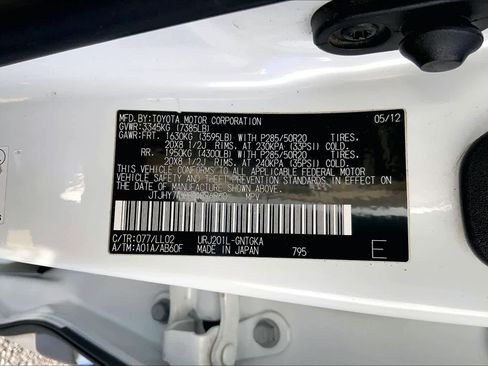 MFD.BY:TOYOTA MOTOR CORPORATION 05/12
GVWR:3345KG (7385LB)
GAWR:FRT. 1630KG (3595LB) WITH P285/50R20 TIRES.
20X8 1/2J RIMS. AT 230KPA (33PSI) COLD.
RR. 1950KG (4300LB) WITH P285/50R20 TIRES.
20X8 1/2J RIMS. AT 240KPA (35PSI) COLD.
THIS VEHICLE CONFORMS TO ALL APPLICABLE FEDERAL MOTOR
VEHICLE SAFETY AND THEFT PREVENTION STANDARDS IN EFFECT
ON THE DATE OF MANUFACTURE SHOWN ABOVE.
MPV
C/TR:077/LL02 URJ201L-GNTGKA
A/TM:A01A/AB60F MADE IN JAPAN 795 E